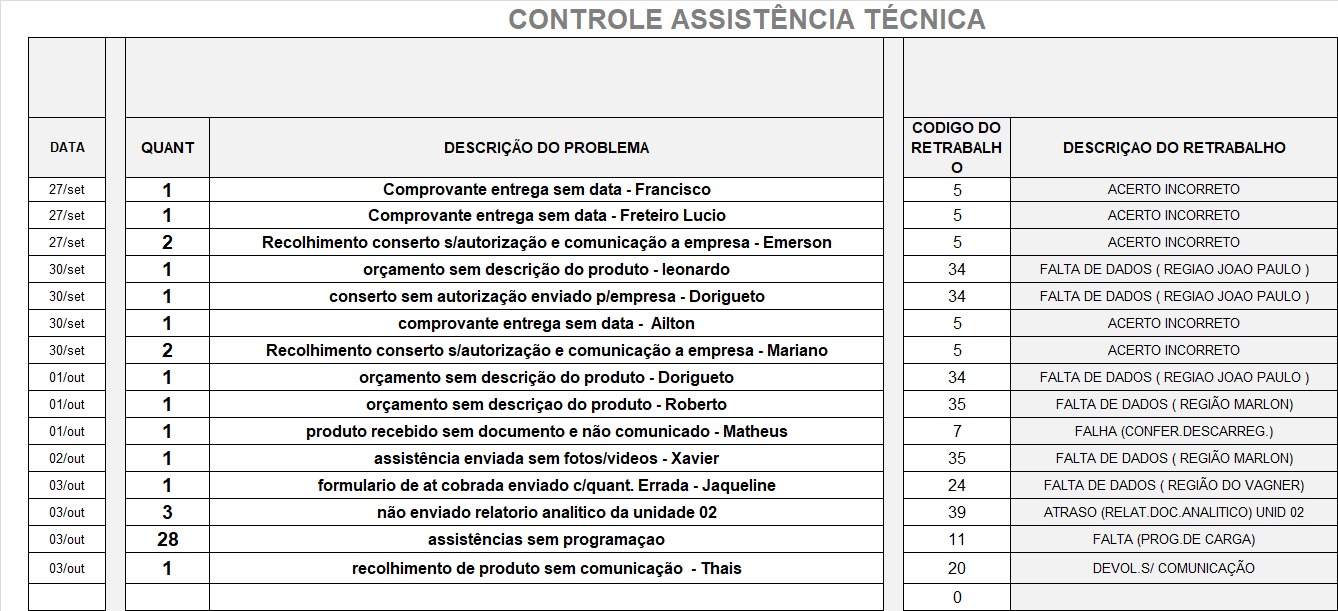 CONTROLE ASSISTÊNCIA TÉCNICA
DATA QUANT DESCRIÇÃO DO PROBLEMA CODIGO DO RETRABALH O DESCRIÇAO DO RETRABALHO
27/set 1 Comprovante entrega sem data - Francisco 5 ACERTO INCORRETO
27/set 1 Comprovante entrega sem data - Freteiro Lucio 5 ACERTO INCORRETO
27/set 2 Recolhimento conserto s/autorização e comunicação a empresa - Emerson 5 ACERTO INCORRETO
30/set 1 orçamento sem descrição do produto - leonardo 34 FALTA DE DADOS ( REGIAO JOAO PAULO )
30/set 1 conserto sem autorização enviado p/empresa - Dorigueto 34 FALTA DE DADOS ( REGIAO JOAO PAULO )
30/set 1 comprovante entrega sem data - Ailton 5 ACERTO INCORRETO
30/set 2 Recolhimento conserto s/autorização e comunicação a empresa - Mariano 5 ACERTO INCORRETO
01/out 1 orçamento sem descrição do produto - Dorigueto 34 FALTA DE DADOS ( REGIAO JOAO PAULO )
01/out 1 orçamento sem descriçao do produto - Roberto 35 FALTA DE DADOS ( REGIÃO MARLON)
01/out 1 produto recebido sem documento e não comunicado - Matheus 7 FALHA (CONFER.DESCARREG.)
02/out 1 assistência enviada sem fotos/videos - Xavier 35 FALTA DE DADOS ( REGIÃO MARLON)
03/out 1 formulario de at cobrada enviado c/quant. Errada - Jaqueline 24 FALTA DE DADOS ( REGIÃO DO VAGNER)
03/out 3 não enviado relatorio analitico da unidade 02 39 ATRASO (RELAT.DOC.ANALITICO) UNID 02
03/out 28 assistências sem programaçao 11 FALTA (PROG.DE CARGA)
03/out 1 recolhimento de produto sem comunicação - Thais 20 DEVOL.S/ COMUNICAÇÃO
0